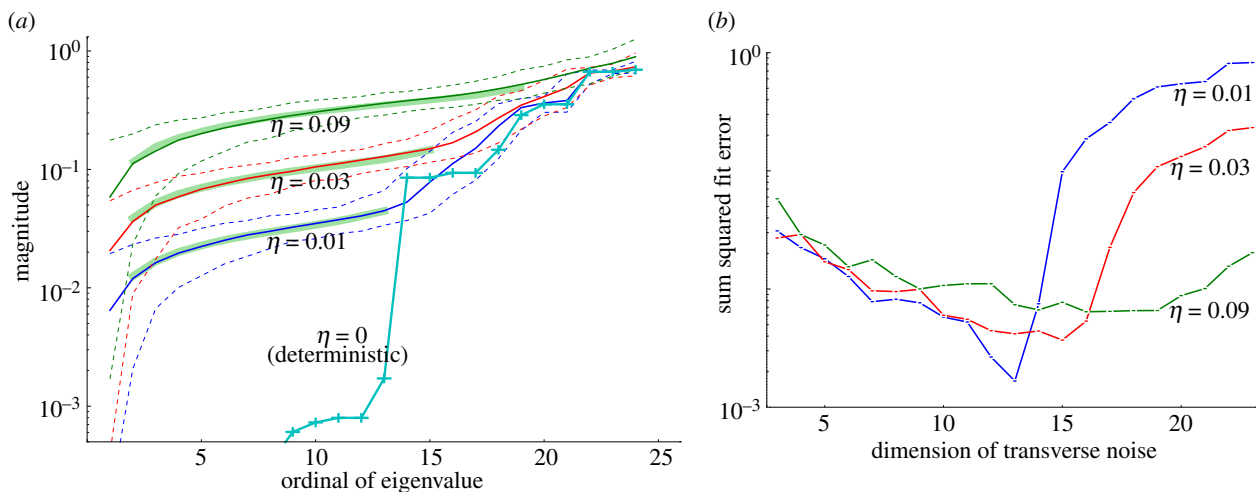 (a)
10^0
10^{-1}
10^{-2}
10^{-3}
magnitude
η = 0.09
η = 0.03
η = 0.01
η = 0
(deterministic)
5
10
15
20
25
ordinal of eigenvalue
(b)
10^0
10^{-3}
sum squared fit error
η = 0.01
η = 0.03
η = 0.09
5
10
15
20
dimension of transverse noise